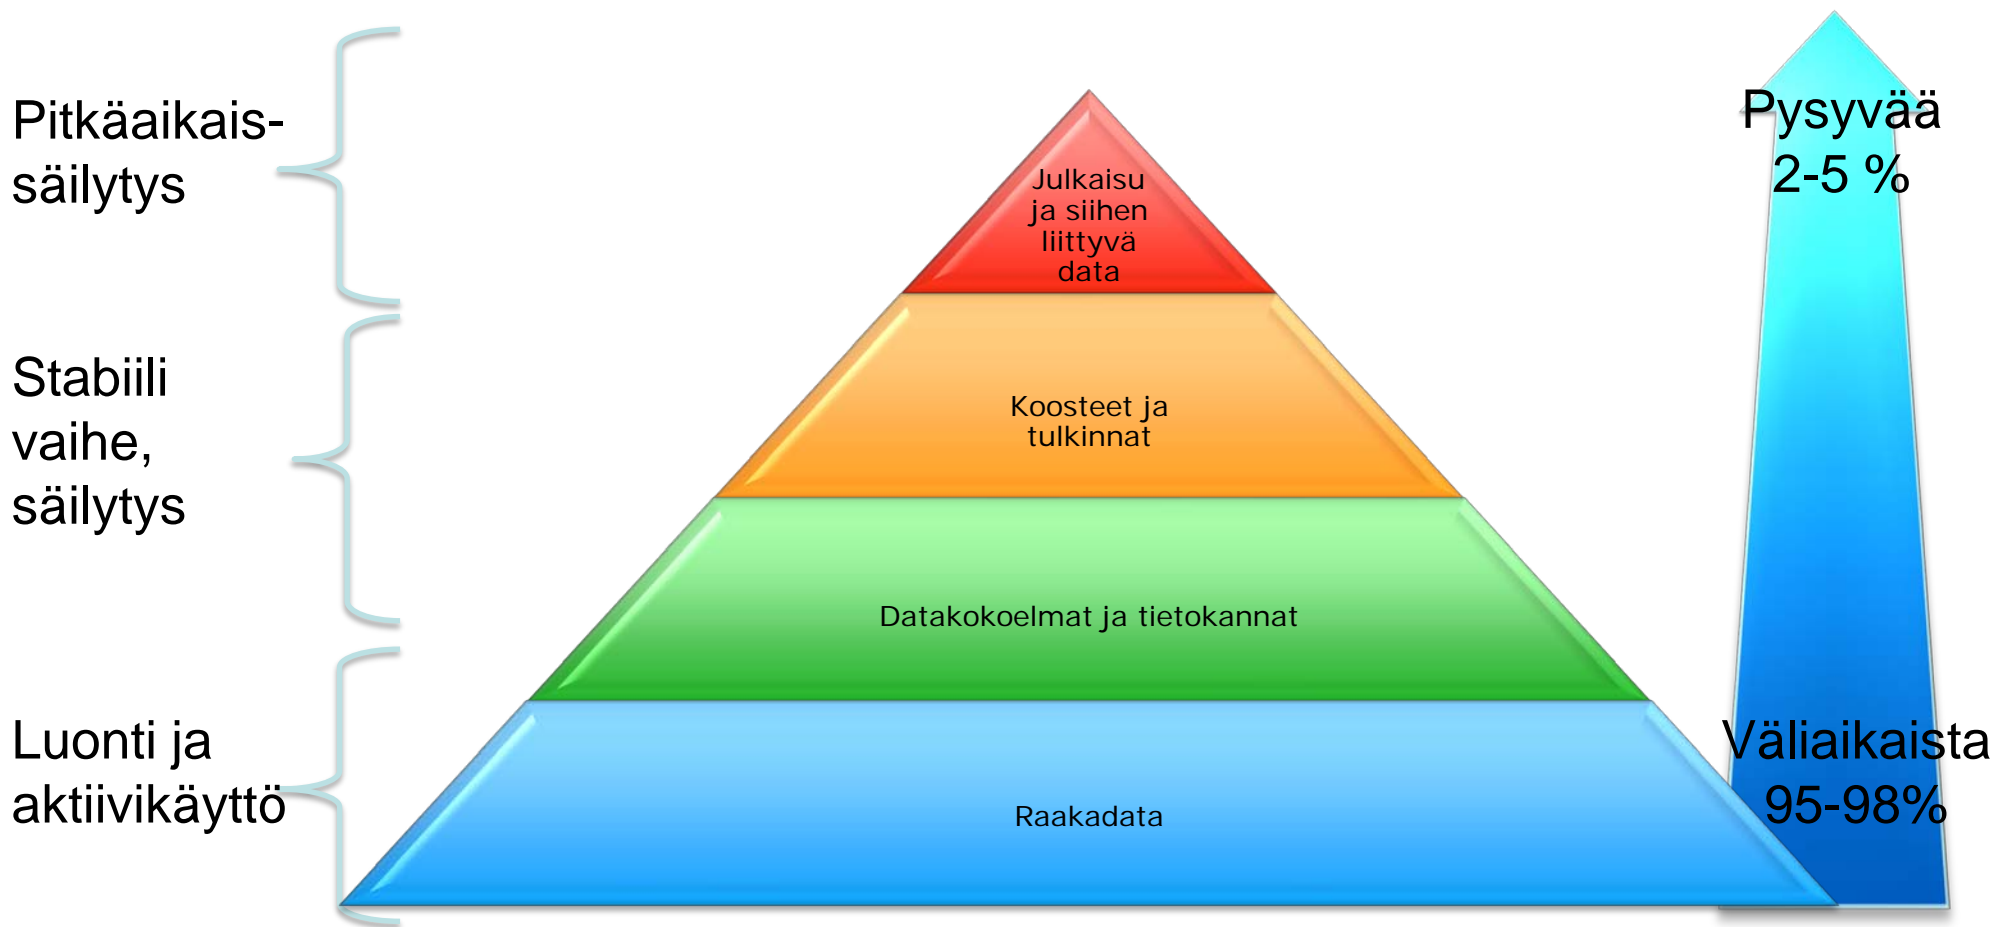 Pitkäaikais-
säilytys
Stabiili
vaihe,
säilytys
Luonti ja
aktiivikäyttö
Julkaisu
ja siihen
liittyvä
data
Koosteet ja
tulkinnat
Datakokoelmat ja tietokannat
Raakadata
Pysyvää
2-5 %
Väliaikaista
95-98%